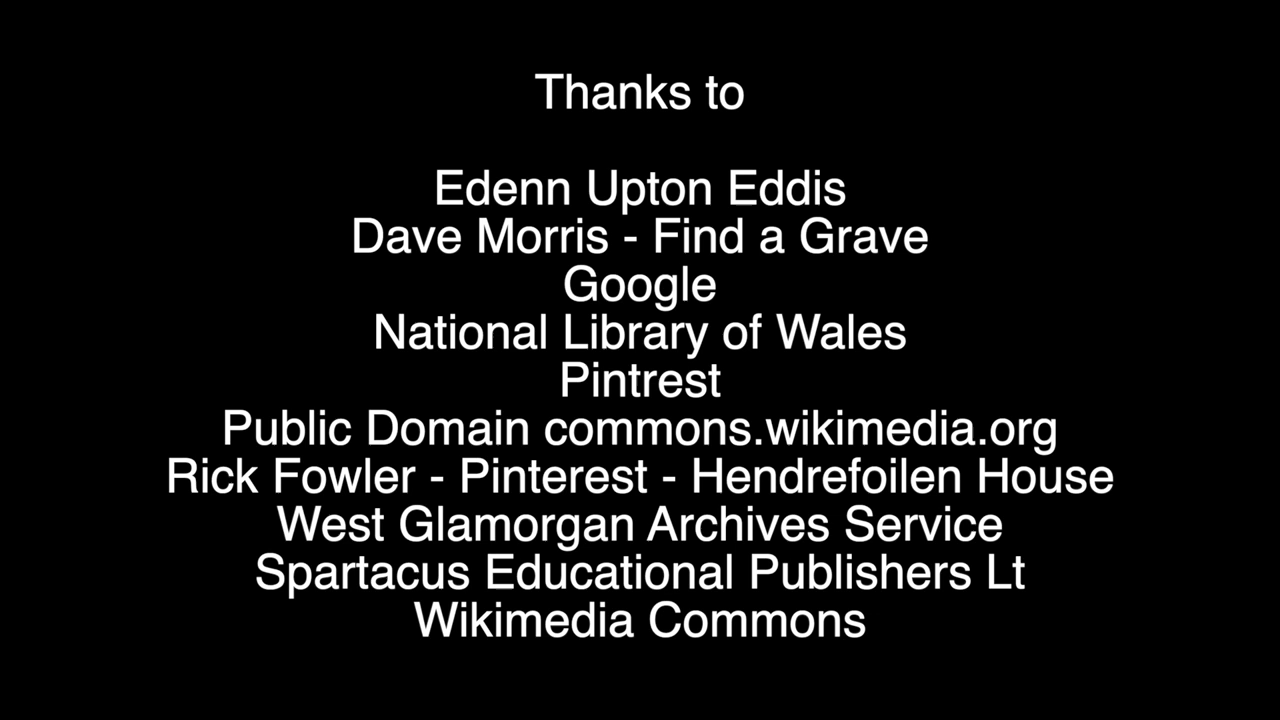 Thanks to
Edenn Upton Eddis
Dave Morris - Find a Grave
Google
National Library of Wales
Pintrest
Public Domain commons.wikimedia.org
Rick Fowler - Pinterest - Hendrefoilen House
West Glamorgan Archives Service
Spartacus Educational Publishers Lt
Wikimedia Commons